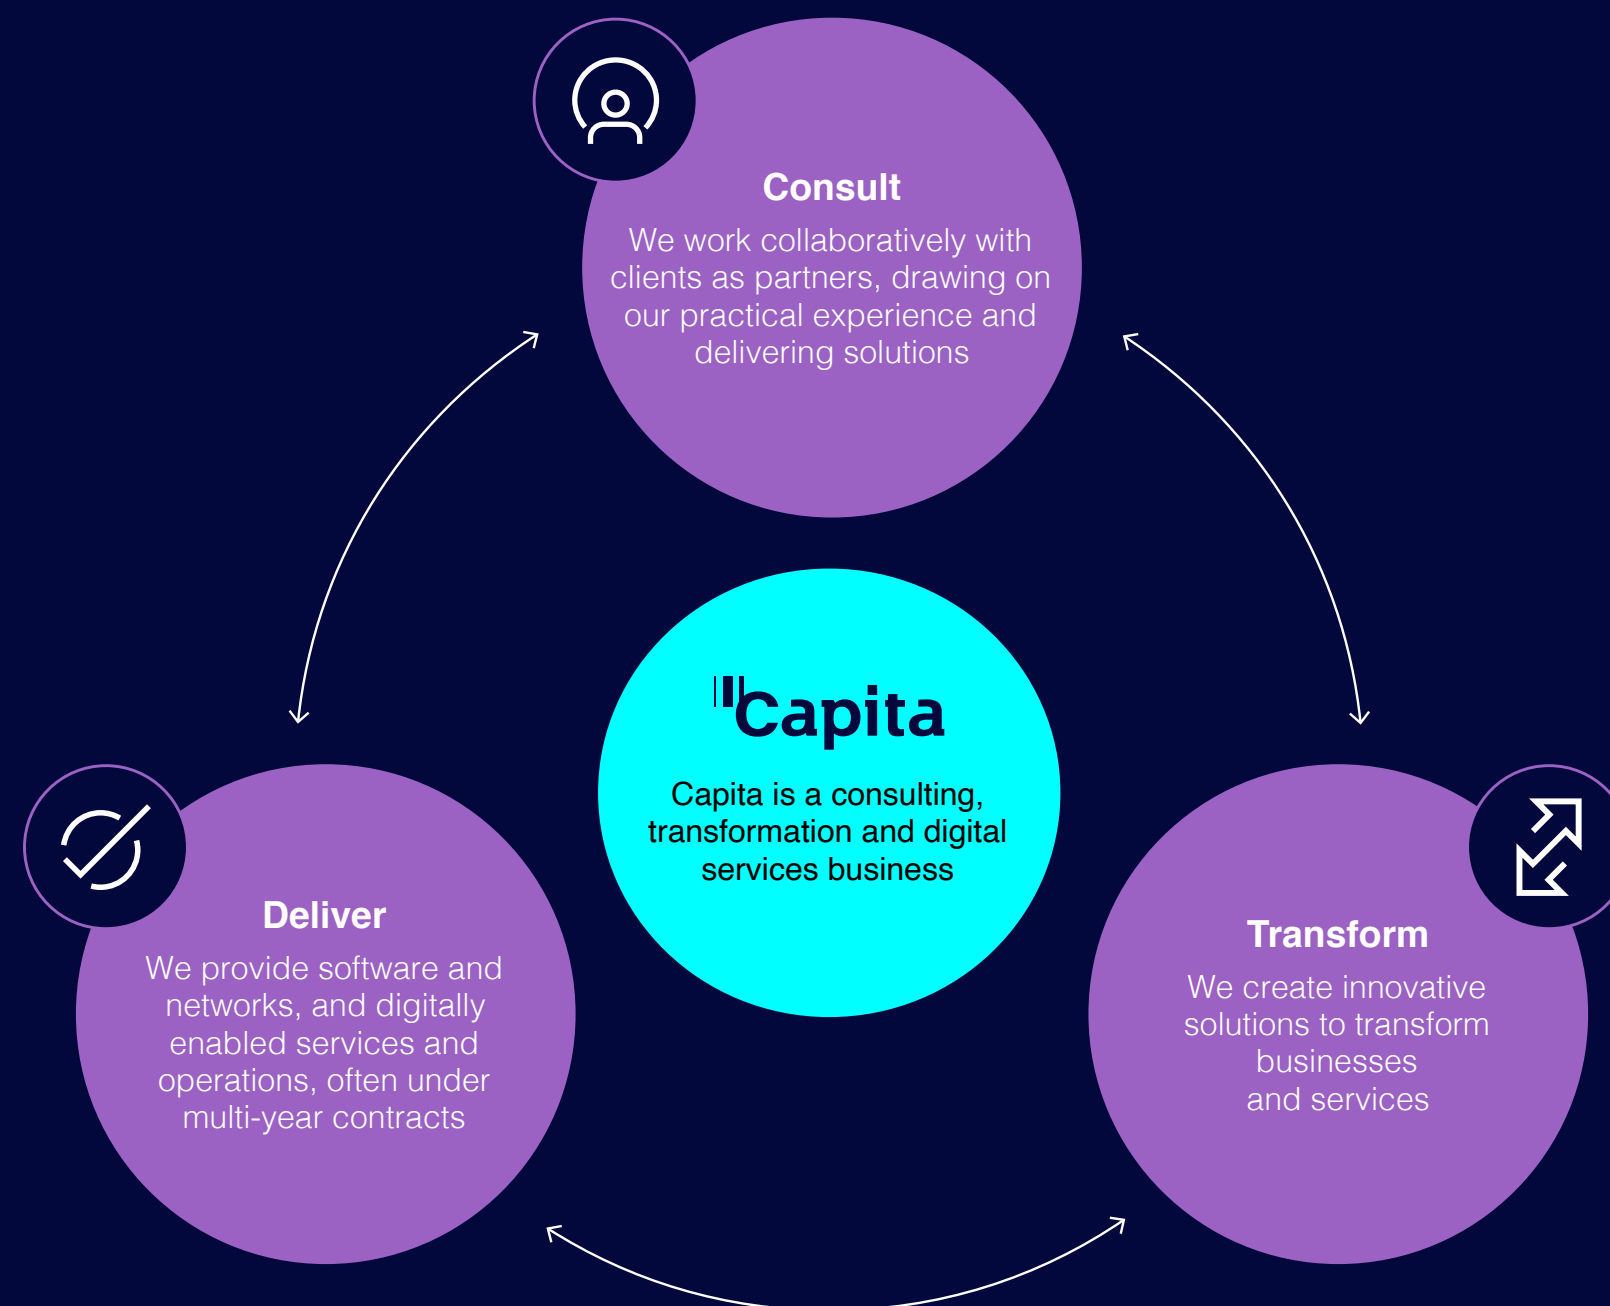 Consult
We work collaboratively with
clients as partners, drawing on
our practical experience and
delivering solutions
Capita
Capita is a consulting,
transformation and digital
services business
Deliver
We provide software and
networks, and digitally
enabled services and
operations, often under
multi-year contracts
Transform
We create innovative
solutions to transform
businesses
and services